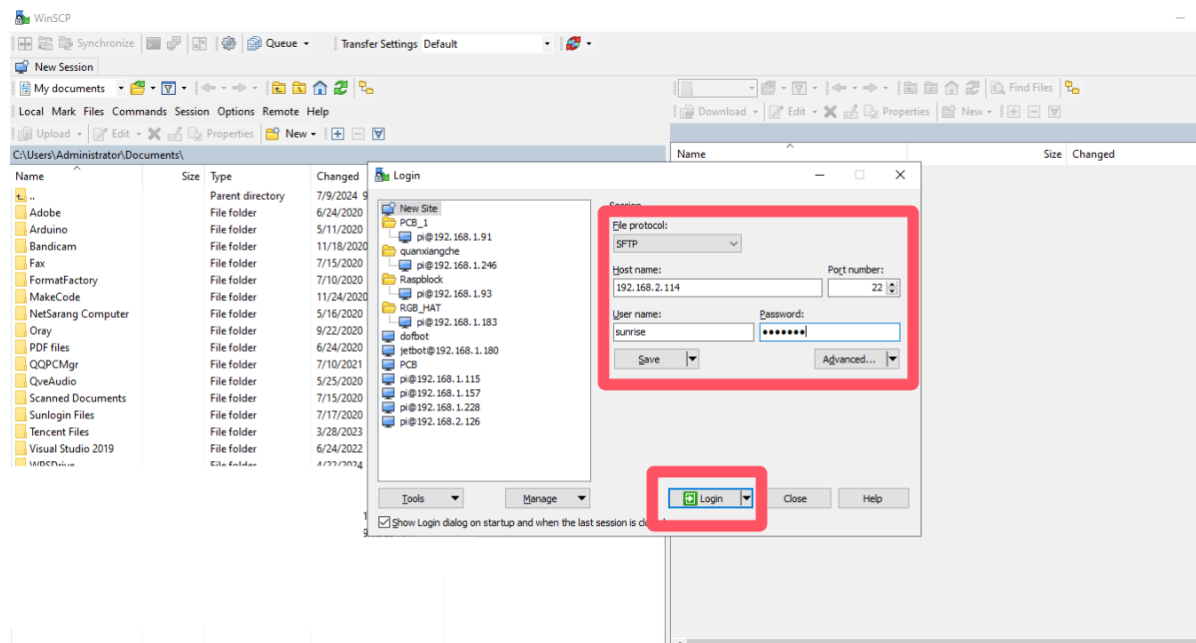 WinSCP
Synchronize Queue Transfer Settings Default
New Session
My documents Find Files
Local Mark Files Commands Session Options Remote Help
Download Edit Properties New
Upload Edit Properties New
C:\Users\Administrator\Documents\
Name Size Changed
Name Size Type Changed
.. Parent directory 7/9/2024 9
Adobe File folder 6/24/2020
Arduino File folder 5/11/2020
Bandicam File folder 11/18/2020
Fax File folder 7/15/2020
FormatFactory File folder 7/10/2020
MakeCode File folder 11/24/2020
NetSarang Computer File folder 5/16/2020
Oray File folder 9/22/2020
PDF files File folder 6/24/2020
QQPCMgr File folder 7/10/2021
QveAudio File folder 5/25/2020
Scanned Documents File folder 7/15/2020
Sunlogin Files File folder 7/17/2020
Tencent Files File folder 3/28/2023
Visual Studio 2019 File folder 6/24/2022
WPSDrive File folder 4/22/2024
Login
New Site
PCB_1
pi@192.168.1.91
quanxiangche
pi@192.168.1.246
Raspblock
pi@192.168.1.93
RGB_HAT
pi@192.168.1.183
dofbot
jetbot@192.168.1.180
PCB
pi@192.168.1.115
pi@192.168.1.157
pi@192.168.1.228
pi@192.168.2.126
Session
File protocol:
SFTP
Host name: Port number:
192.168.2.114 22
User name: Password:
sunrise •••••••
Save Advanced...
Tools Manage Login Close Help
Show Login dialog on startup and when the last session is